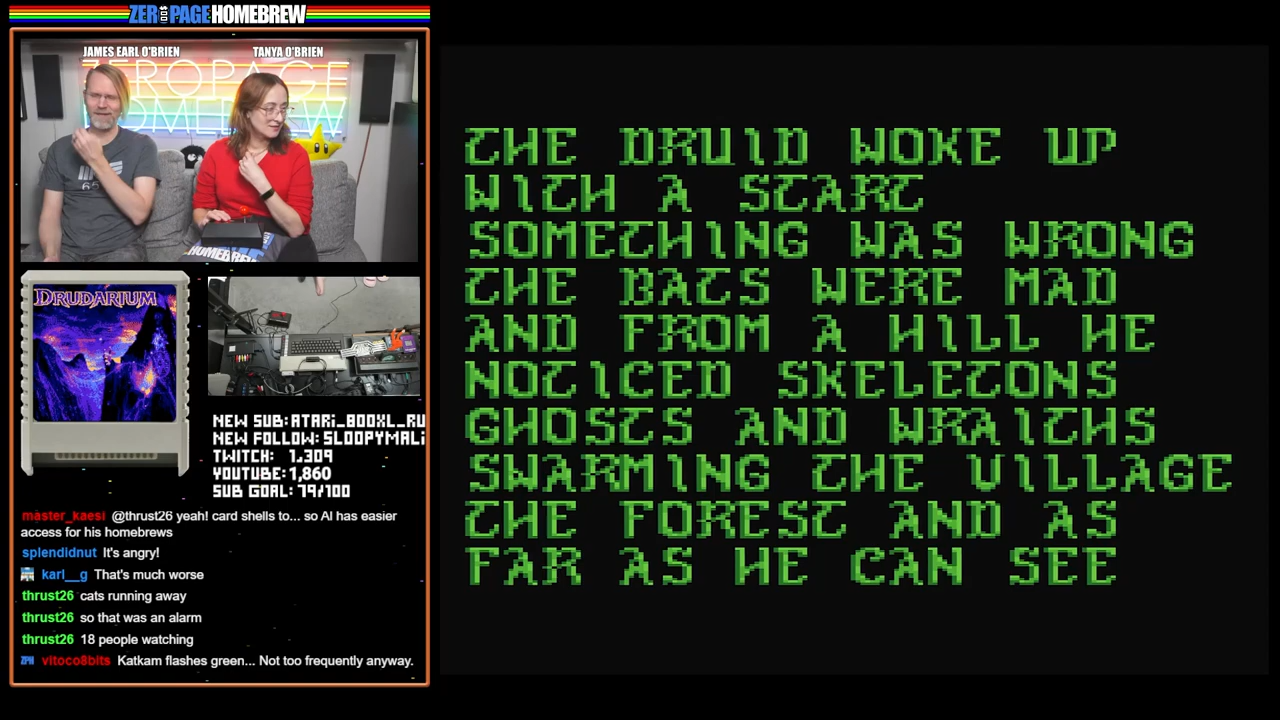 ZEROPAGE HOMEBREW
JAMES EARL O'BRIEN
TANYA O'BRIEN
ZEROPAGE
HOMEBREW
HOMEBREW
DRUDARIUM
NEW SUB:ATARI_800XL_RU
NEW FOLLOW:SLOOPYMALI
TWITCH: 1,309
YOUTUBE:1,860
SUB GOAL:79/100
master_kaesi @thrust26 yeah! card shells to... so Al has easier
access for his homebrews
splendidnut It's angry!
karl__g That's much worse
thrust26 cats running away
thrust26 so that was an alarm
thrust26 18 people watching
ZPH vitoco8bits Katkam flashes green... Not too frequently anyway.
THE DRUID WOKE UP
WITH A START
SOMETHING WAS WRONG
THE BATS WERE MAD
AND FROM A HILL HE
NOTICED SKELETONS
GHOSTS AND WRAITHS
SWARMING THE VILLAGE
THE FOREST AND AS
FAR AS HE CAN SEE